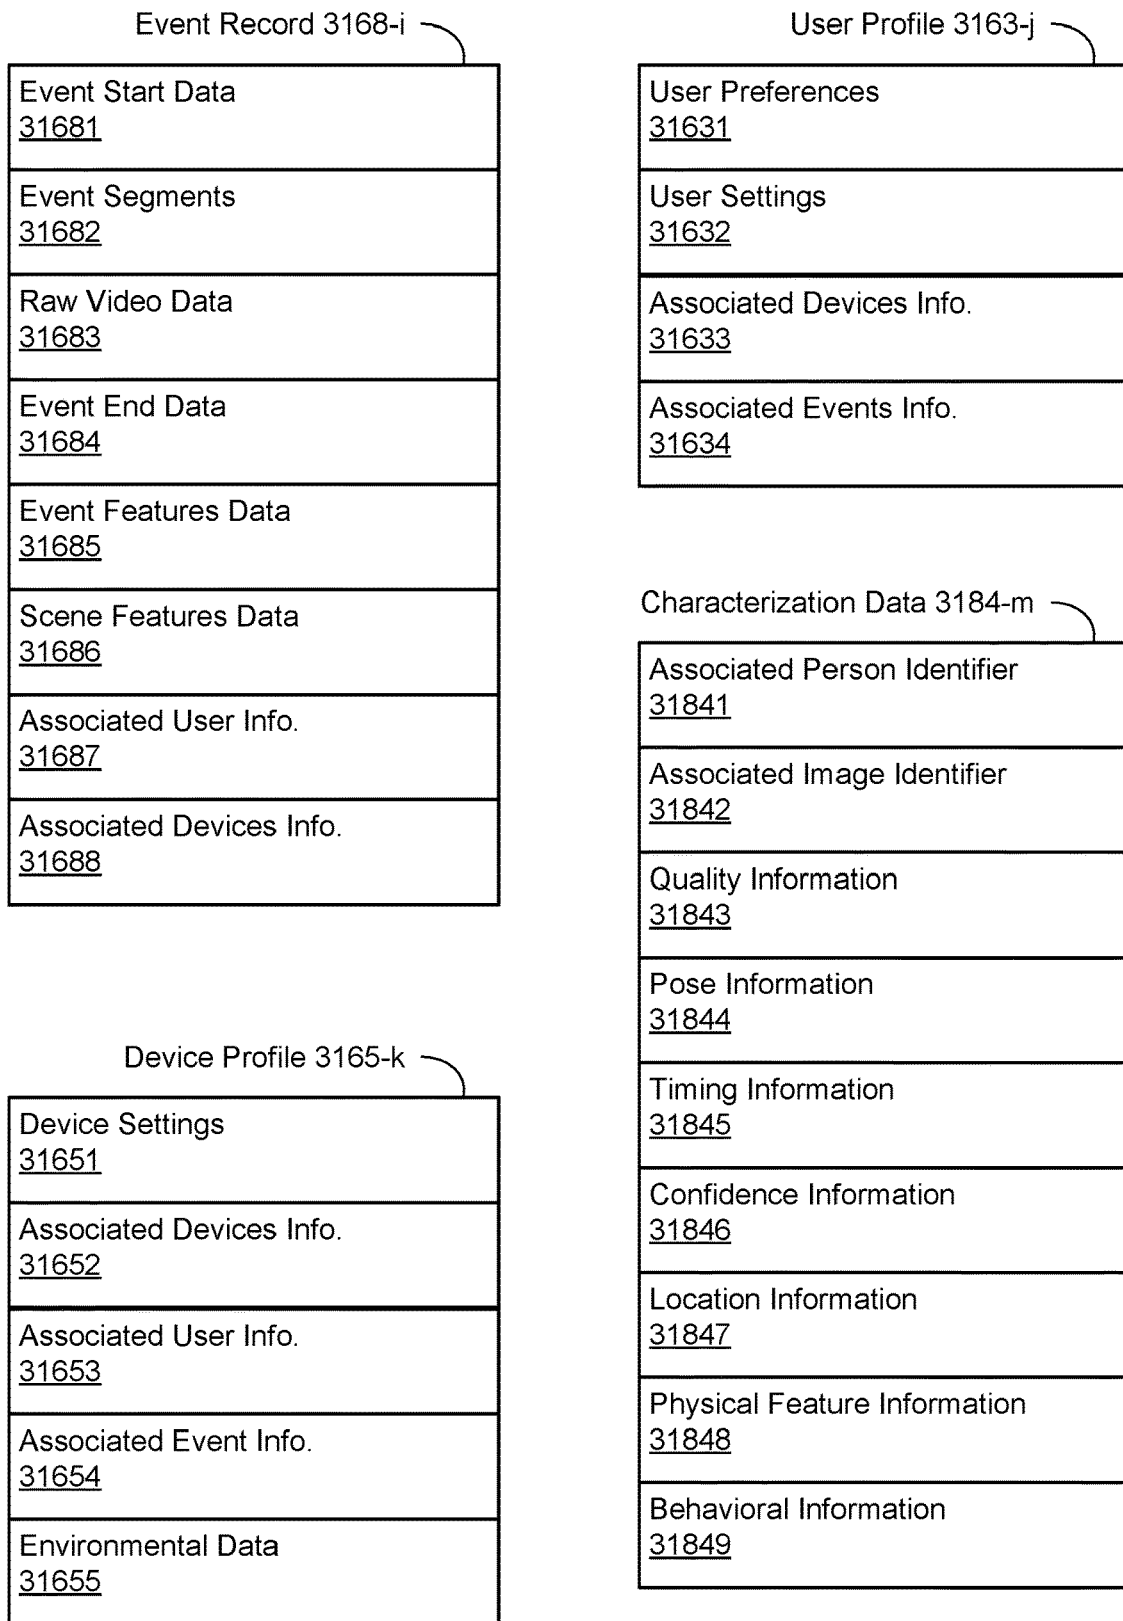 Event Record 3168-i
Event Start Data
31681
Event Segments
31682
Raw Video Data
31683
Event End Data
31684
Event Features Data
31685
Scene Features Data
31686
Associated User Info.
31687
Associated Devices Info.
31688
Device Profile 3165-k
Device Settings
31651
Associated Devices Info.
31652
Associated User Info.
31653
Associated Event Info.
31654
Environmental Data
31655
User Profile 3163-j
User Preferences
31631
User Settings
31632
Associated Devices Info.
31633
Associated Events Info.
31634
Characterization Data 3184-m
Associated Person Identifier
31841
Associated Image Identifier
31842
Quality Information
31843
Pose Information
31844
Timing Information
31845
Confidence Information
31846
Location Information
31847
Physical Feature Information
31848
Behavioral Information
31849